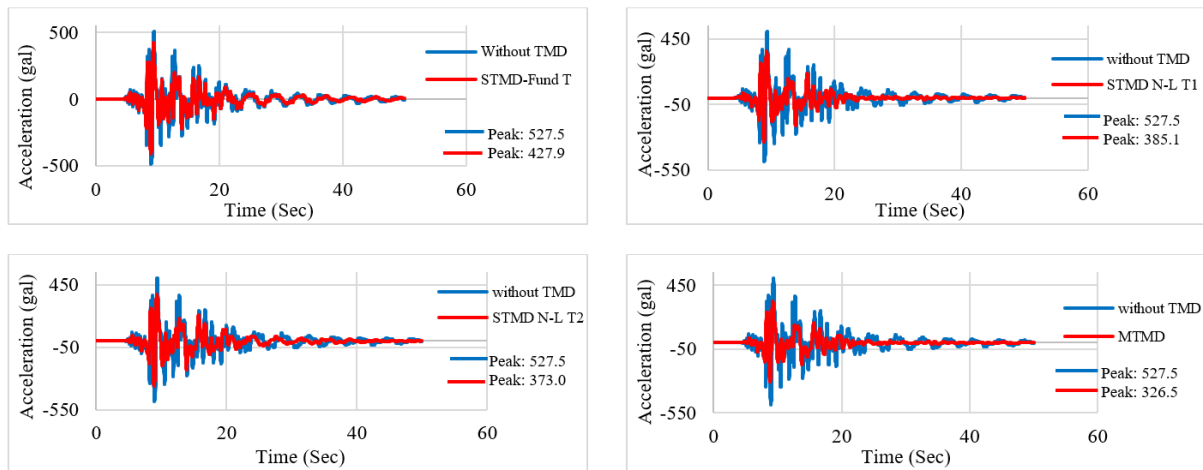 500
0
-500
Acceleration (gal)
0
20
40
60
Time (Sec)
Without TMD
STMD-Fund T
Peak: 527.5
Peak: 427.9
450
-50
-550
Acceleration (gal)
0
20
40
60
Time (Sec)
without TMD
STMD N-L T1
Peak: 527.5
Peak: 385.1
450
-50
-550
Acceleration (gal)
0
20
40
60
Time (Sec)
without TMD
STMD N-L T2
Peak: 527.5
Peak: 373.0
450
-50
-550
Acceleration (gal)
0
20
40
60
Time (Sec)
without TMD
MTMD
Peak: 527.5
Peak: 326.5